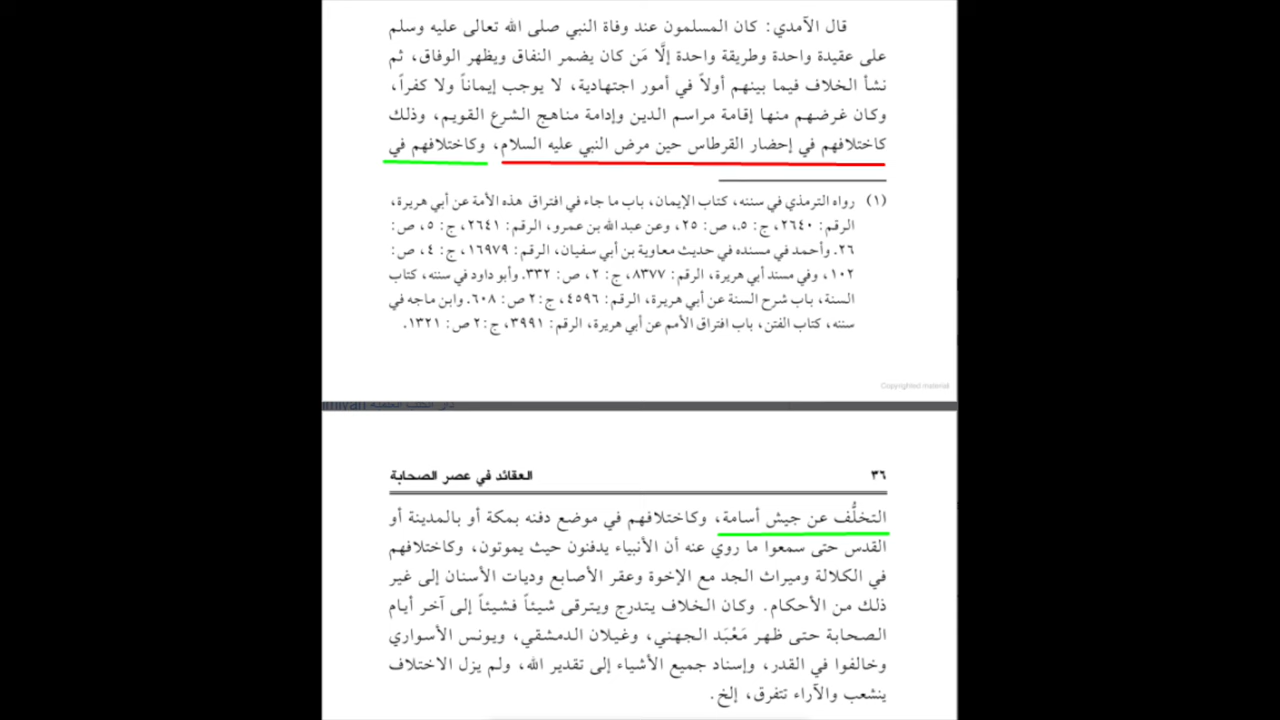 قال الآمدي: كان المسلمون عند وفاة النبي صلى الله تعالى عليه وسلم
على عقيدة واحدة وطريقة واحدة إلَّا مَن كان يضمر النفاق ويظهر الوفاق، ثم
نشأ الخلاف فيما بينهم أولاً في أمور اجتهادية، لا يوجب إيماناً ولا كفراً،
وكان غرضهم منها إقامة مراسم الدين وإدامة مناهج الشرع القويم، وذلك
كاختلافهم في إحضار القرطاس حين مرض النبي عليه السلام، وكاختلافهم في
(١) رواه الترمذي في سننه، كتاب الإيمان، باب ما جاء في افتراق هذه الأمة عن أبي هريرة،
الرقم: ٢٦٤٠، ج: ٥، ص: ٢٥، وعن عبد الله بن عمرو، الرقم: ٢٦٤١، ج: ٥، ص:
٢٦. وأحمد في مسنده في حديث معاوية بن أبي سفيان، الرقم: ١٦٩٧٩، ج: ٤، ص:
١٠٢، وفي مسند أبي هريرة، الرقم: ٨٣٧٧، ج: ٢، ص: ٣٣٢. وأبو داود في سننه، كتاب
السنة، باب شرح السنة عن أبي هريرة، الرقم: ٤٥٩٦، ج: ٢ ص: ٦٠٨. وابن ماجه في
سننه، كتاب الفتن، باب افتراق الأمم عن أبي هريرة، الرقم: ٣٩٩١، ج: ٢ ص: ١٣٢١.
Copyrighted material
٣٦ العقائد في عصر الصحابة
التخلُّف عن جيش أسامة، وكاختلافهم في موضع دفنه بمكة أو بالمدينة أو
القدس حتى سمعوا ما روي عنه أن الأنبياء يدفنون حيث يموتون، وكاختلافهم
في الكلالة وميراث الجد مع الإخوة وعقر الأصابع وديات الأسنان إلى غير
ذلك من الأحكام. وكان الخلاف يتدرج ويترقى شيئاً فشيئاً إلى آخر أيام
الصحابة حتى ظهر مَعْبَد الجهني، وغيلان الدمشقي، ويونس الأسواري
وخالفوا في القدر، وإسناد جميع الأشياء إلى تقدير الله، ولم يزل الاختلاف
ينشعب والآراء تتفرق، إلخ.